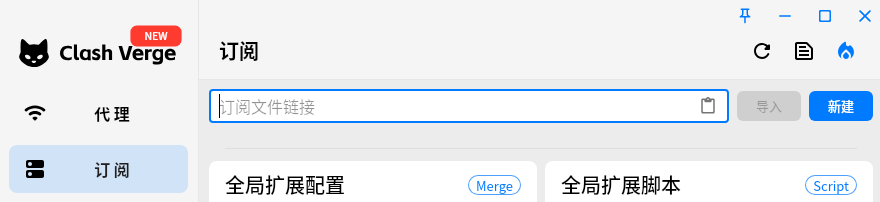 NEW
Clash Verge
订阅
代理
订阅文件链接
导入
新建
订阅
全局扩展配置
Merge
全局扩展脚本
Script